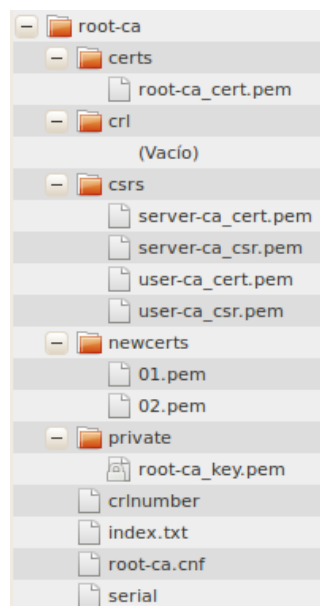 root-ca
certs
root-ca_cert.pem
crl
(Vacío)
csrs
server-ca_cert.pem
server-ca_csr.pem
user-ca_cert.pem
user-ca_csr.pem
newcerts
01.pem
02.pem
private
root-ca_key.pem
crlnumber
index.txt
root-ca.cnf
serial